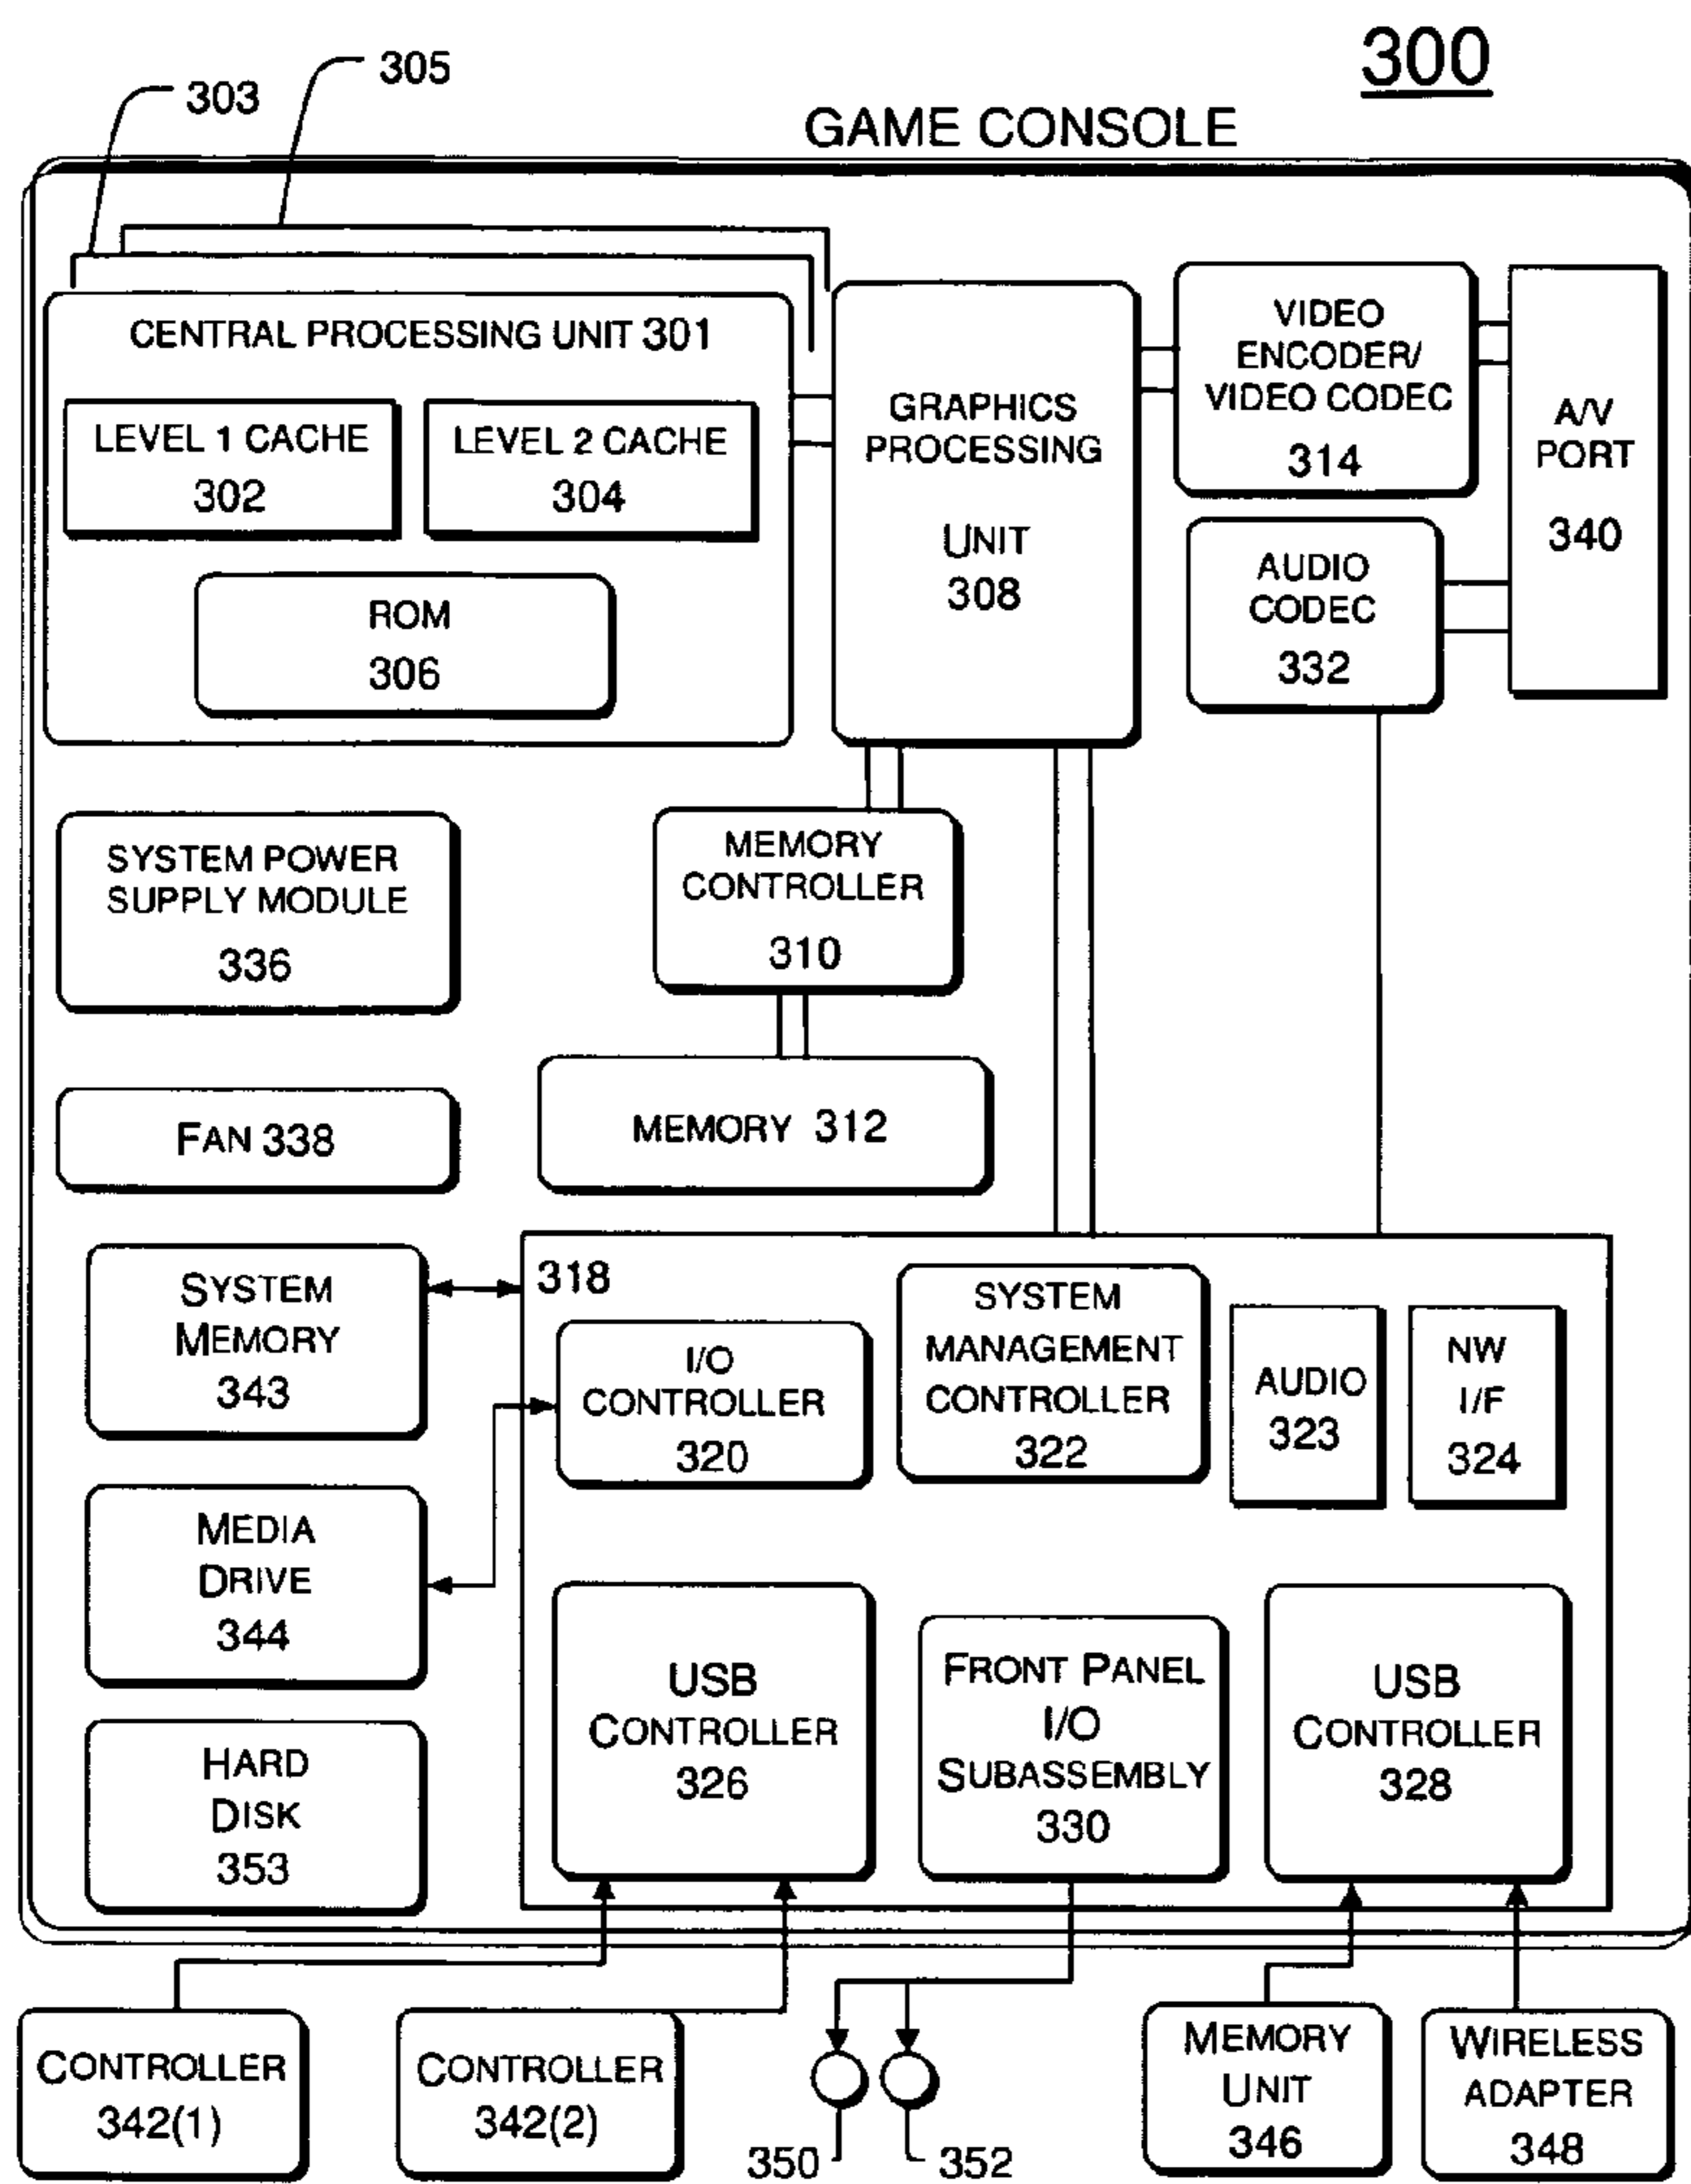 300
GAME CONSOLE
303
305
CENTRAL PROCESSING UNIT 301
LEVEL 1 CACHE
302
LEVEL 2 CACHE
304
ROM
306
GRAPHICS
PROCESSING
UNIT
308
VIDEO
ENCODER/
VIDEO CODEC
314
A/V
PORT
340
AUDIO
CODEC
332
SYSTEM POWER
SUPPLY MODULE
336
MEMORY
CONTROLLER
310
FAN 338
MEMORY 312
SYSTEM
MEMORY
343
318
I/O
CONTROLLER
320
SYSTEM
MANAGEMENT
CONTROLLER
322
AUDIO
323
NW
I/F
324
MEDIA
DRIVE
344
USB
CONTROLLER
326
FRONT PANEL
I/O
SUBASSEMBLY
330
USB
CONTROLLER
328
HARD
DISK
353
CONTROLLER
342(1)
CONTROLLER
342(2)
350
352
MEMORY
UNIT
346
WIRELESS
ADAPTER
348